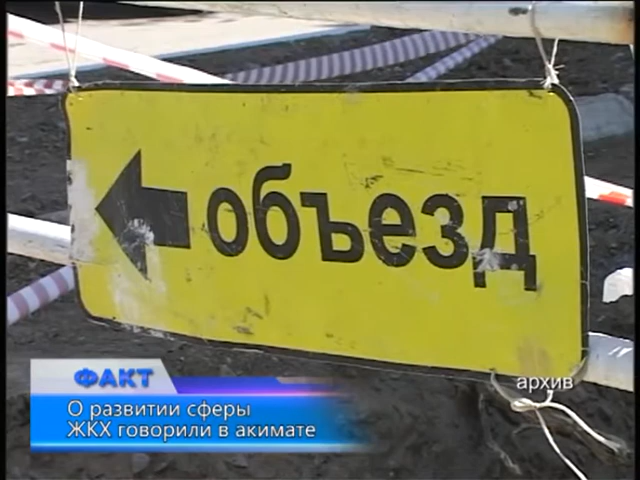 объезд
архив
ФАКТ
О развитии сферы
ЖКХ говорили в акимате